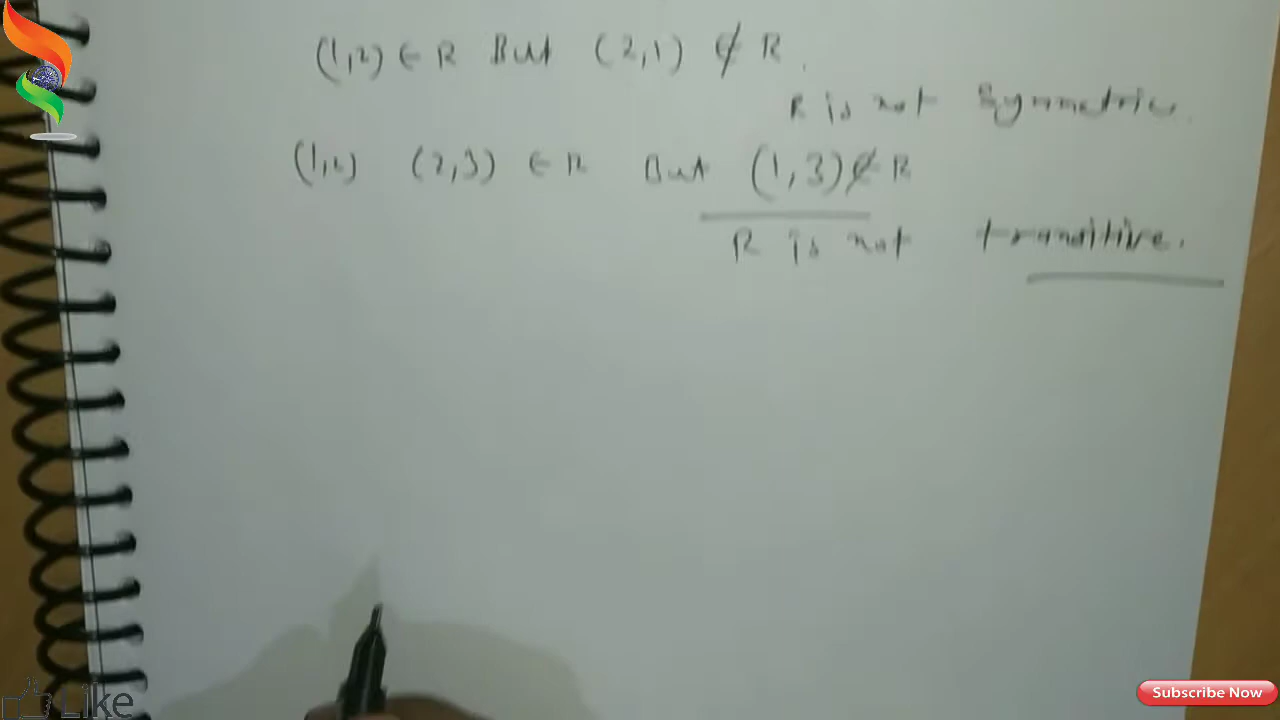 (1,2) ∈ R But (2,1) ∉ R.
R is not Symmetric.
(1,2) (2,3) ∈ R But (1,3) ∉ R
R is not transitive.
Like
Subscribe Now